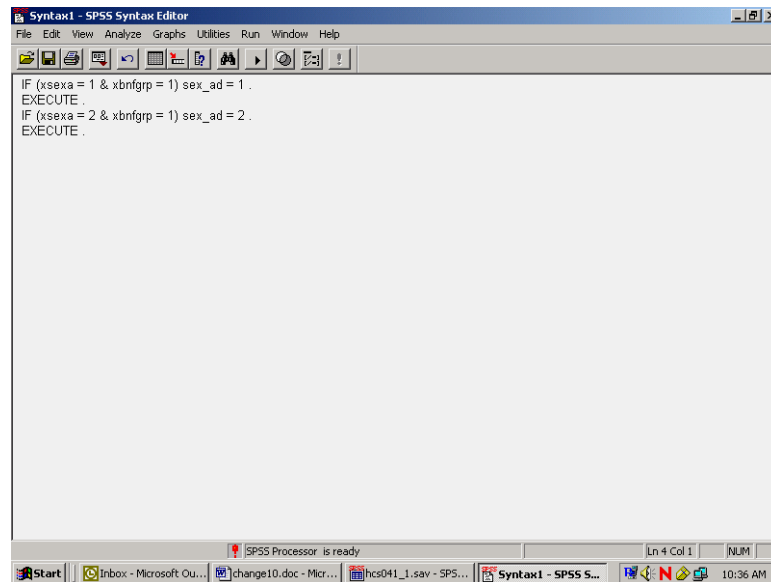 Syntax1 - SPSS Syntax Editor
File Edit View Analyze Graphs Utilities Run Window Help
IF (xsexa = 1 & xbnfgrp = 1) sex_ad = 1 .
EXECUTE .
IF (xsexa = 2 & xbnfgrp = 1) sex_ad = 2 .
EXECUTE .
SPSS Processor is ready
Ln 4 Col 1
NUM
Start
Inbox - Microsoft Ou...
change10.doc - Micr...
hcs041_1.sav - SPS...
Syntax1 - SPSS S...
10:36 AM